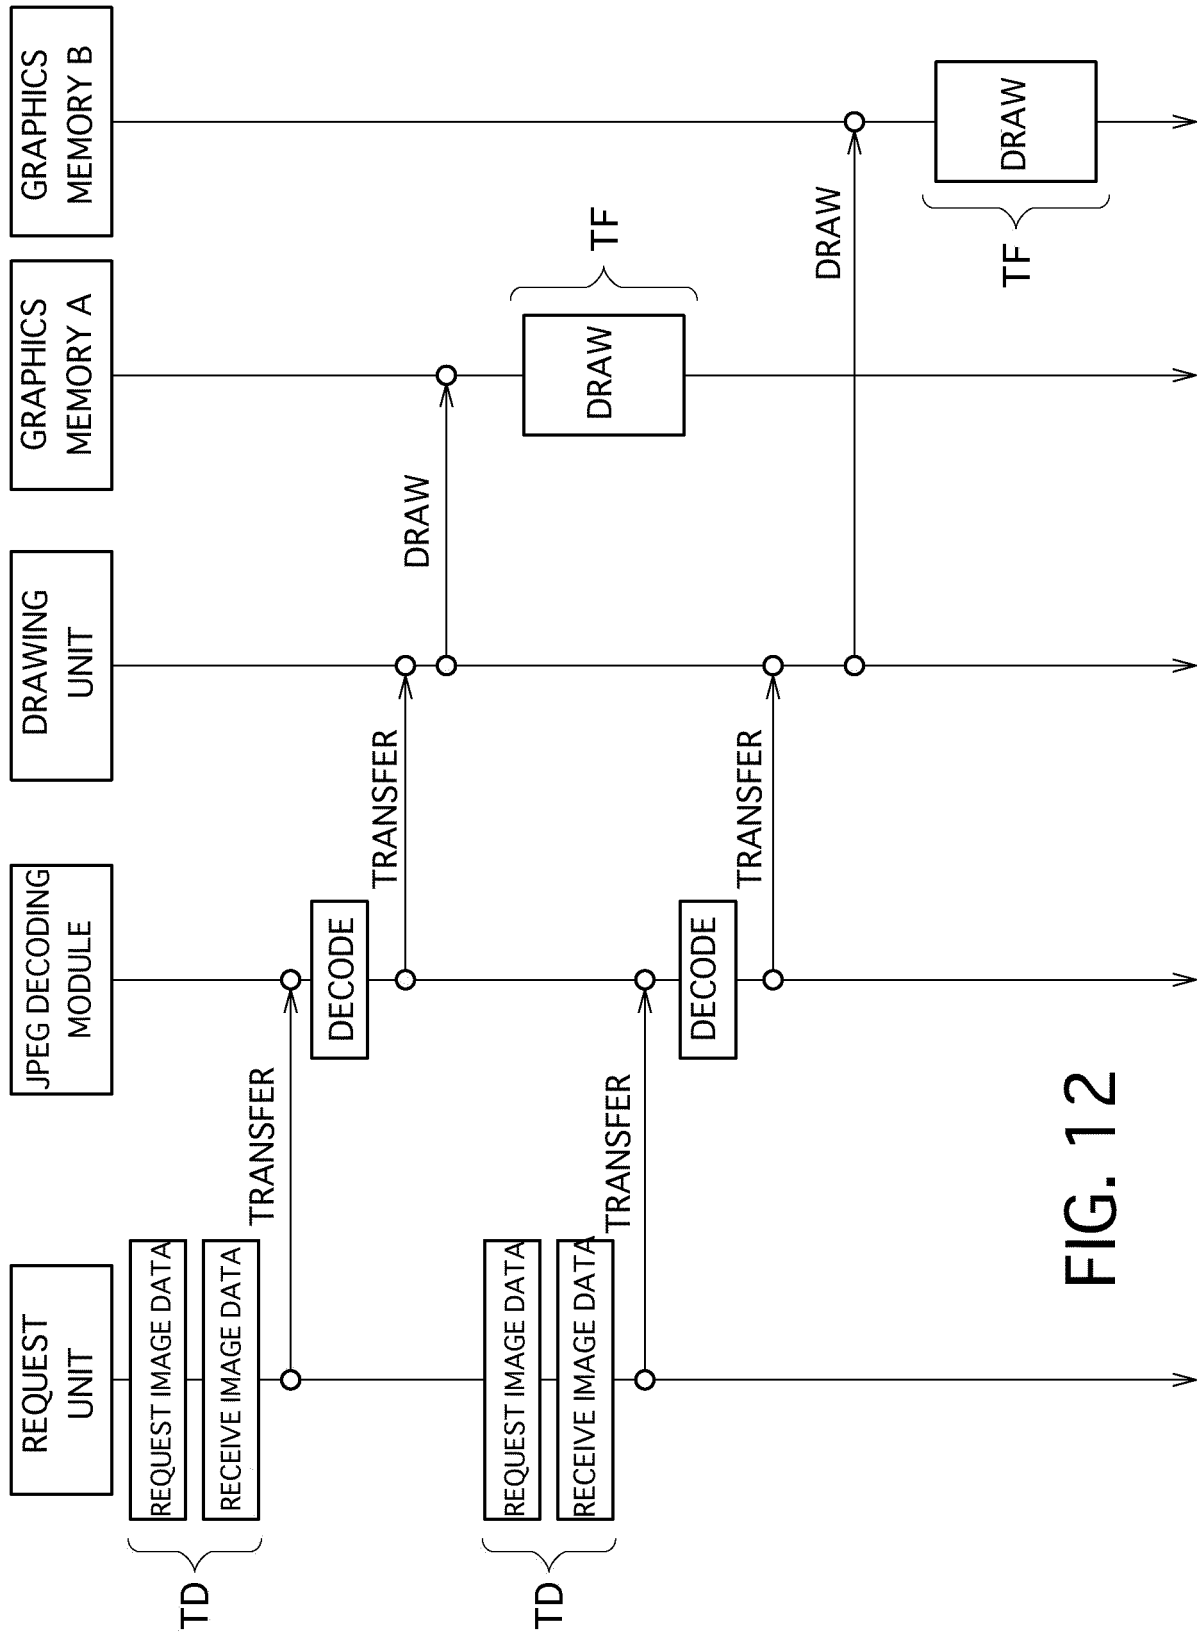 REQUEST
UNIT
JPEG DECODING
MODULE
DRAWING
UNIT
GRAPHICS
MEMORY A
GRAPHICS
MEMORY B
TD
REQUEST IMAGE DATA
RECEIVE IMAGE DATA
TRANSFER
DECODE
TRANSFER
DRAW
DRAW
TF
TD
REQUEST IMAGE DATA
RECEIVE IMAGE DATA
TRANSFER
DECODE
TRANSFER
DRAW
DRAW
TF
FIG. 12